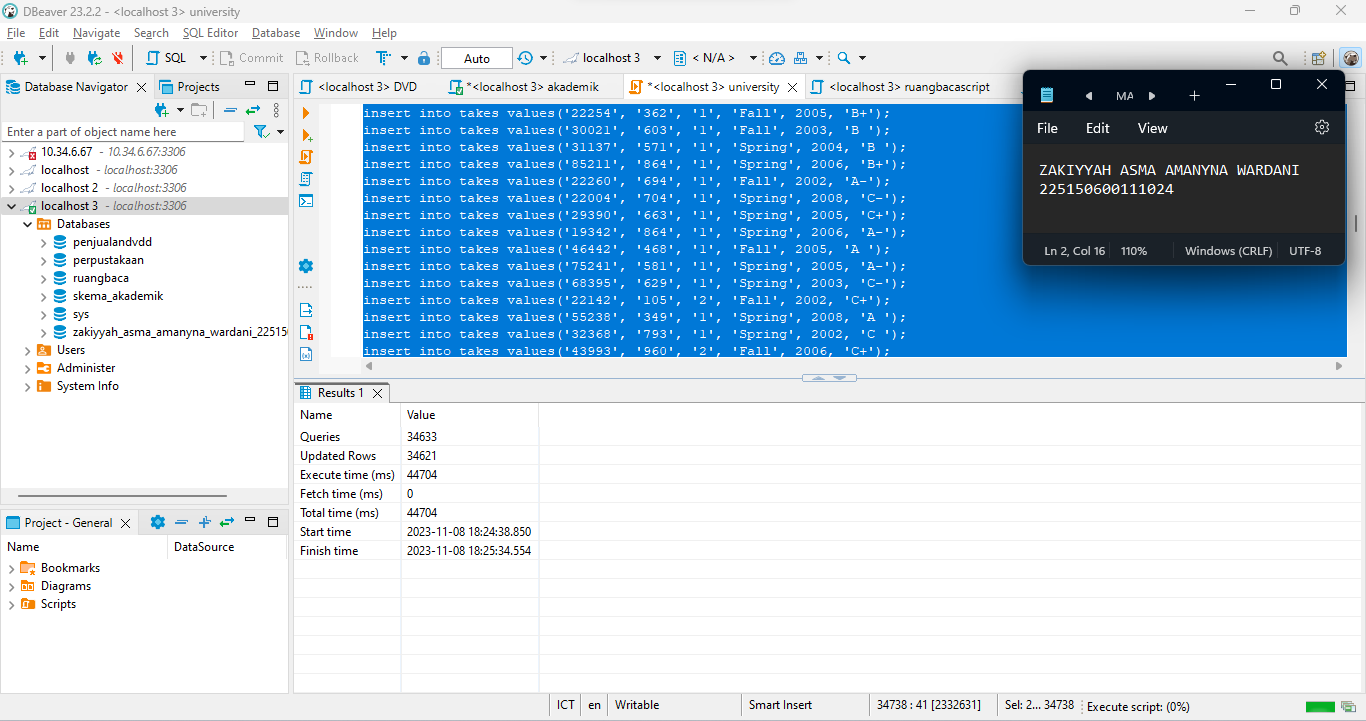 DBeaver 23.2.2 - <localhost 3> university
File Edit Navigate Search SQL Editor Database Window Help
SQL Commit Rollback Auto localhost 3 < N/A >
Database Navigator Projects
Enter a part of object name here
10.34.6.67 - 10.34.6.67:3306
localhost - localhost:3306
localhost 2 - localhost:3306
localhost 3 - localhost:3306
Databases
penjualandvdd
perpustakaan
ruangbaca
skema_akademik
sys
zakiyyah_asma_amanyna_wardani_22515
Users
Administer
System Info
<localhost 3> DVD *<localhost 3> akademik *<localhost 3> university <localhost 3> ruangbacascript
insert into takes values('22254', '362', '1', 'Fall', 2005, 'B+');
insert into takes values('30021', '603', '1', 'Fall', 2003, 'B ');
insert into takes values('31137', '571', '1', 'Spring', 2004, 'B ');
insert into takes values('85211', '864', '1', 'Spring', 2006, 'B+');
insert into takes values('22260', '694', '1', 'Fall', 2002, 'A-');
insert into takes values('22004', '704', '1', 'Spring', 2008, 'C-');
insert into takes values('29390', '663', '1', 'Spring', 2005, 'C+');
insert into takes values('19342', '864', '1', 'Spring', 2006, 'A-');
insert into takes values('46442', '468', '1', 'Fall', 2005, 'A ');
insert into takes values('75241', '581', '1', 'Spring', 2005, 'A-');
insert into takes values('68395', '629', '1', 'Spring', 2003, 'C-');
insert into takes values('22142', '105', '2', 'Fall', 2002, 'C+');
insert into takes values('55238', '349', '1', 'Spring', 2008, 'A ');
insert into takes values('32368', '793', '1', 'Spring', 2002, 'C ');
insert into takes values('43993', '960', '2', 'Fall', 2006, 'C+');
MA
File Edit View
ZAKIYYAH ASMA AMANYNA WARDANI
225150600111024
Ln 2, Col 16 110% Windows (CRLF) UTF-8
Results 1
Name Value
Queries 34633
Updated Rows 34621
Execute time (ms) 44704
Fetch time (ms) 0
Total time (ms) 44704
Start time 2023-11-08 18:24:38.850
Finish time 2023-11-08 18:25:34.554
Project - General
Name DataSource
Bookmarks
Diagrams
Scripts
ICT en Writable Smart Insert 34738 : 41 [2332631] Sel: 2... 34738 Execute script: (0%)